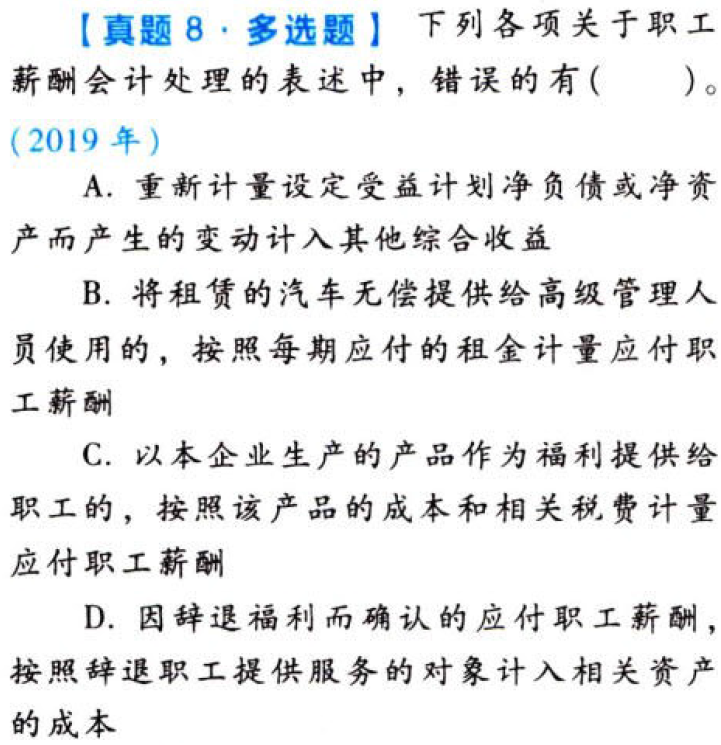 【真题 8 · 多选题】 下列各项关于职工
薪酬会计处理的表述中，错误的有(　　)。
(2019 年)
A. 重新计量设定受益计划净负债或净资
产而产生的变动计入其他综合收益
B. 将租赁的汽车无偿提供给高级管理人
员使用的，按照每期应付的租金计量应付职
工薪酬
C. 以本企业生产的产品作为福利提供给
职工的，按照该产品的成本和相关税费计量
应付职工薪酬
D. 因辞退福利而确认的应付职工薪酬，
按照辞退职工提供服务的对象计入相关资产
的成本